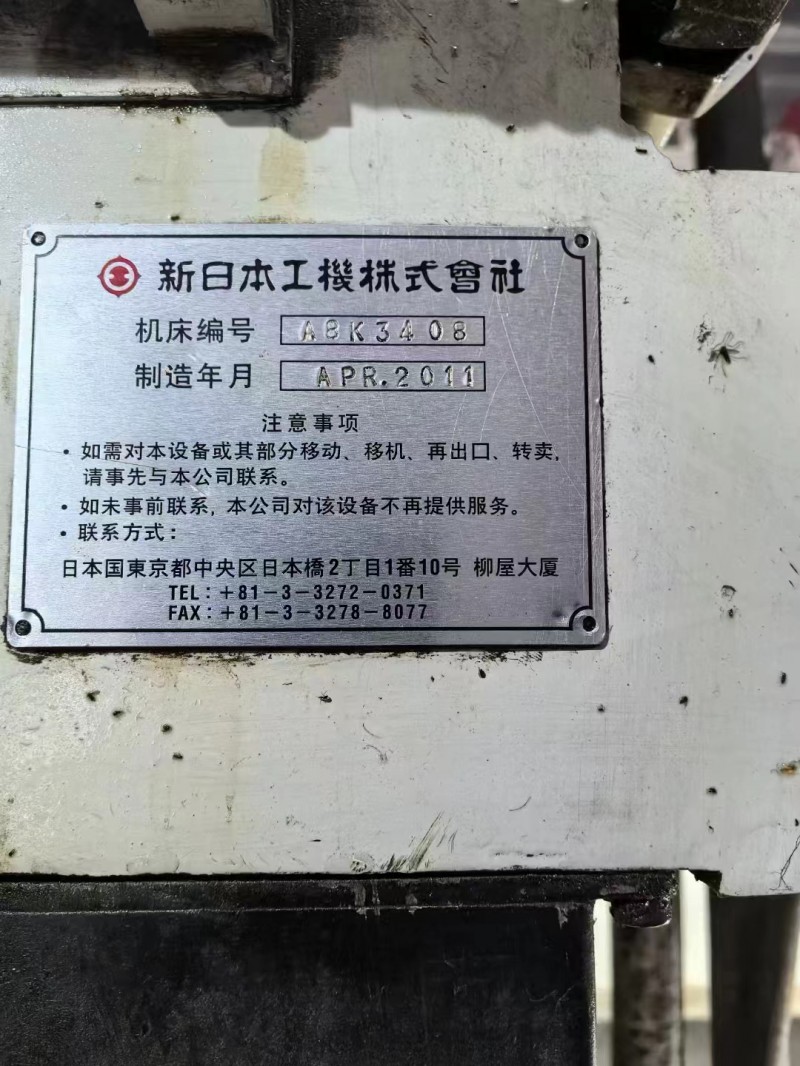 新日本工機株式會社
机床编号 A8K3408
制造年月 APR.2011
注意事项
・如需对本设备或其部分移动、移机、再出口、转卖,
请事先与本公司联系。
・如未事前联系,本公司对该设备不再提供服务。
・联系方式:
日本国東京都中央区日本橋2丁目1番10号 柳屋大厦
TEL:+81-3-3272-0371
FAX:+81-3-3278-8077